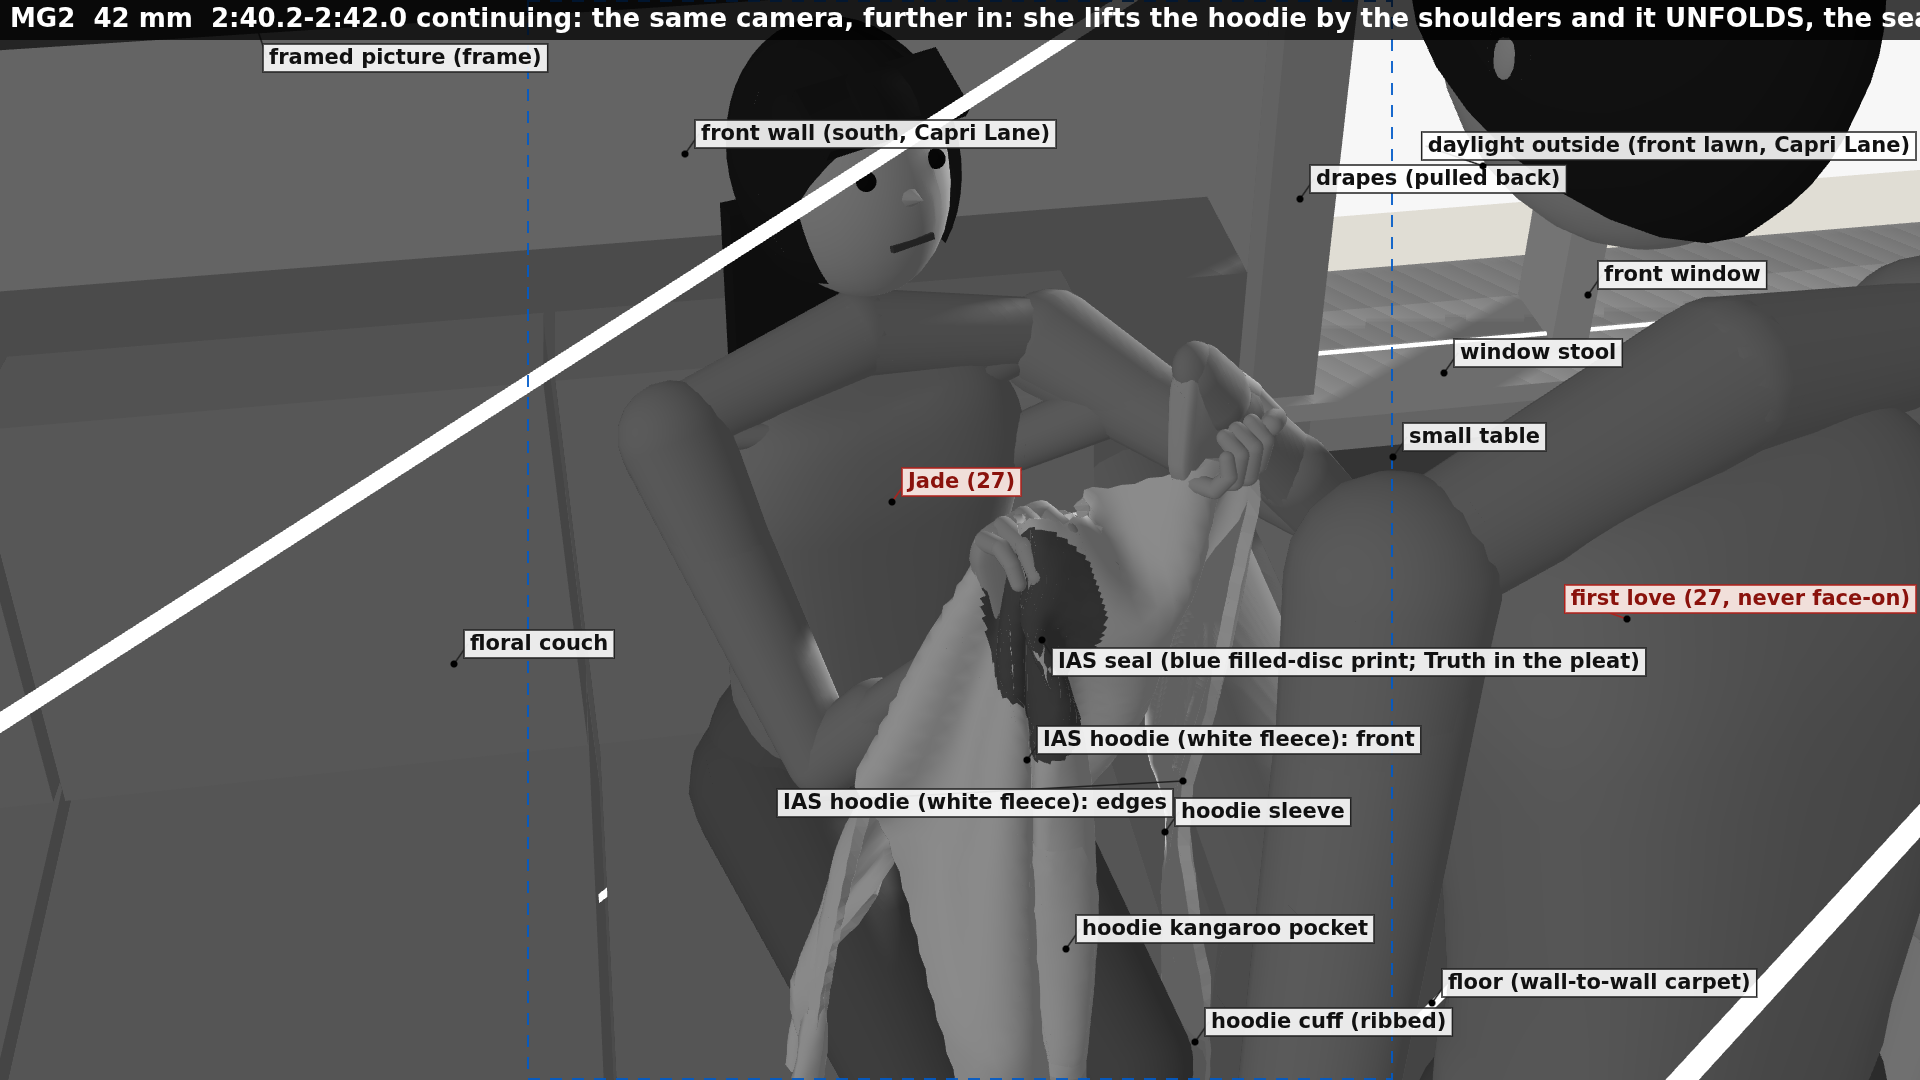 MG2 42 mm 2:40.2-2:42.0 continuing: the same camera, further in: she lifts the hoodie by the shoulders and it UNFOLDS, the
framed picture (frame)
front wall (south, Capri Lane)
daylight outside (front lawn, Capri Lane)
drapes (pulled back)
front window
window stool
small table
Jade (27)
first love (27, never face-on)
floral couch
IAS seal (blue filled-disc print; Truth in the pleat)
IAS hoodie (white fleece): front
IAS hoodie (white fleece): edges
hoodie sleeve
hoodie kangaroo pocket
floor (wall-to-wall carpet)
hoodie cuff (ribbed)